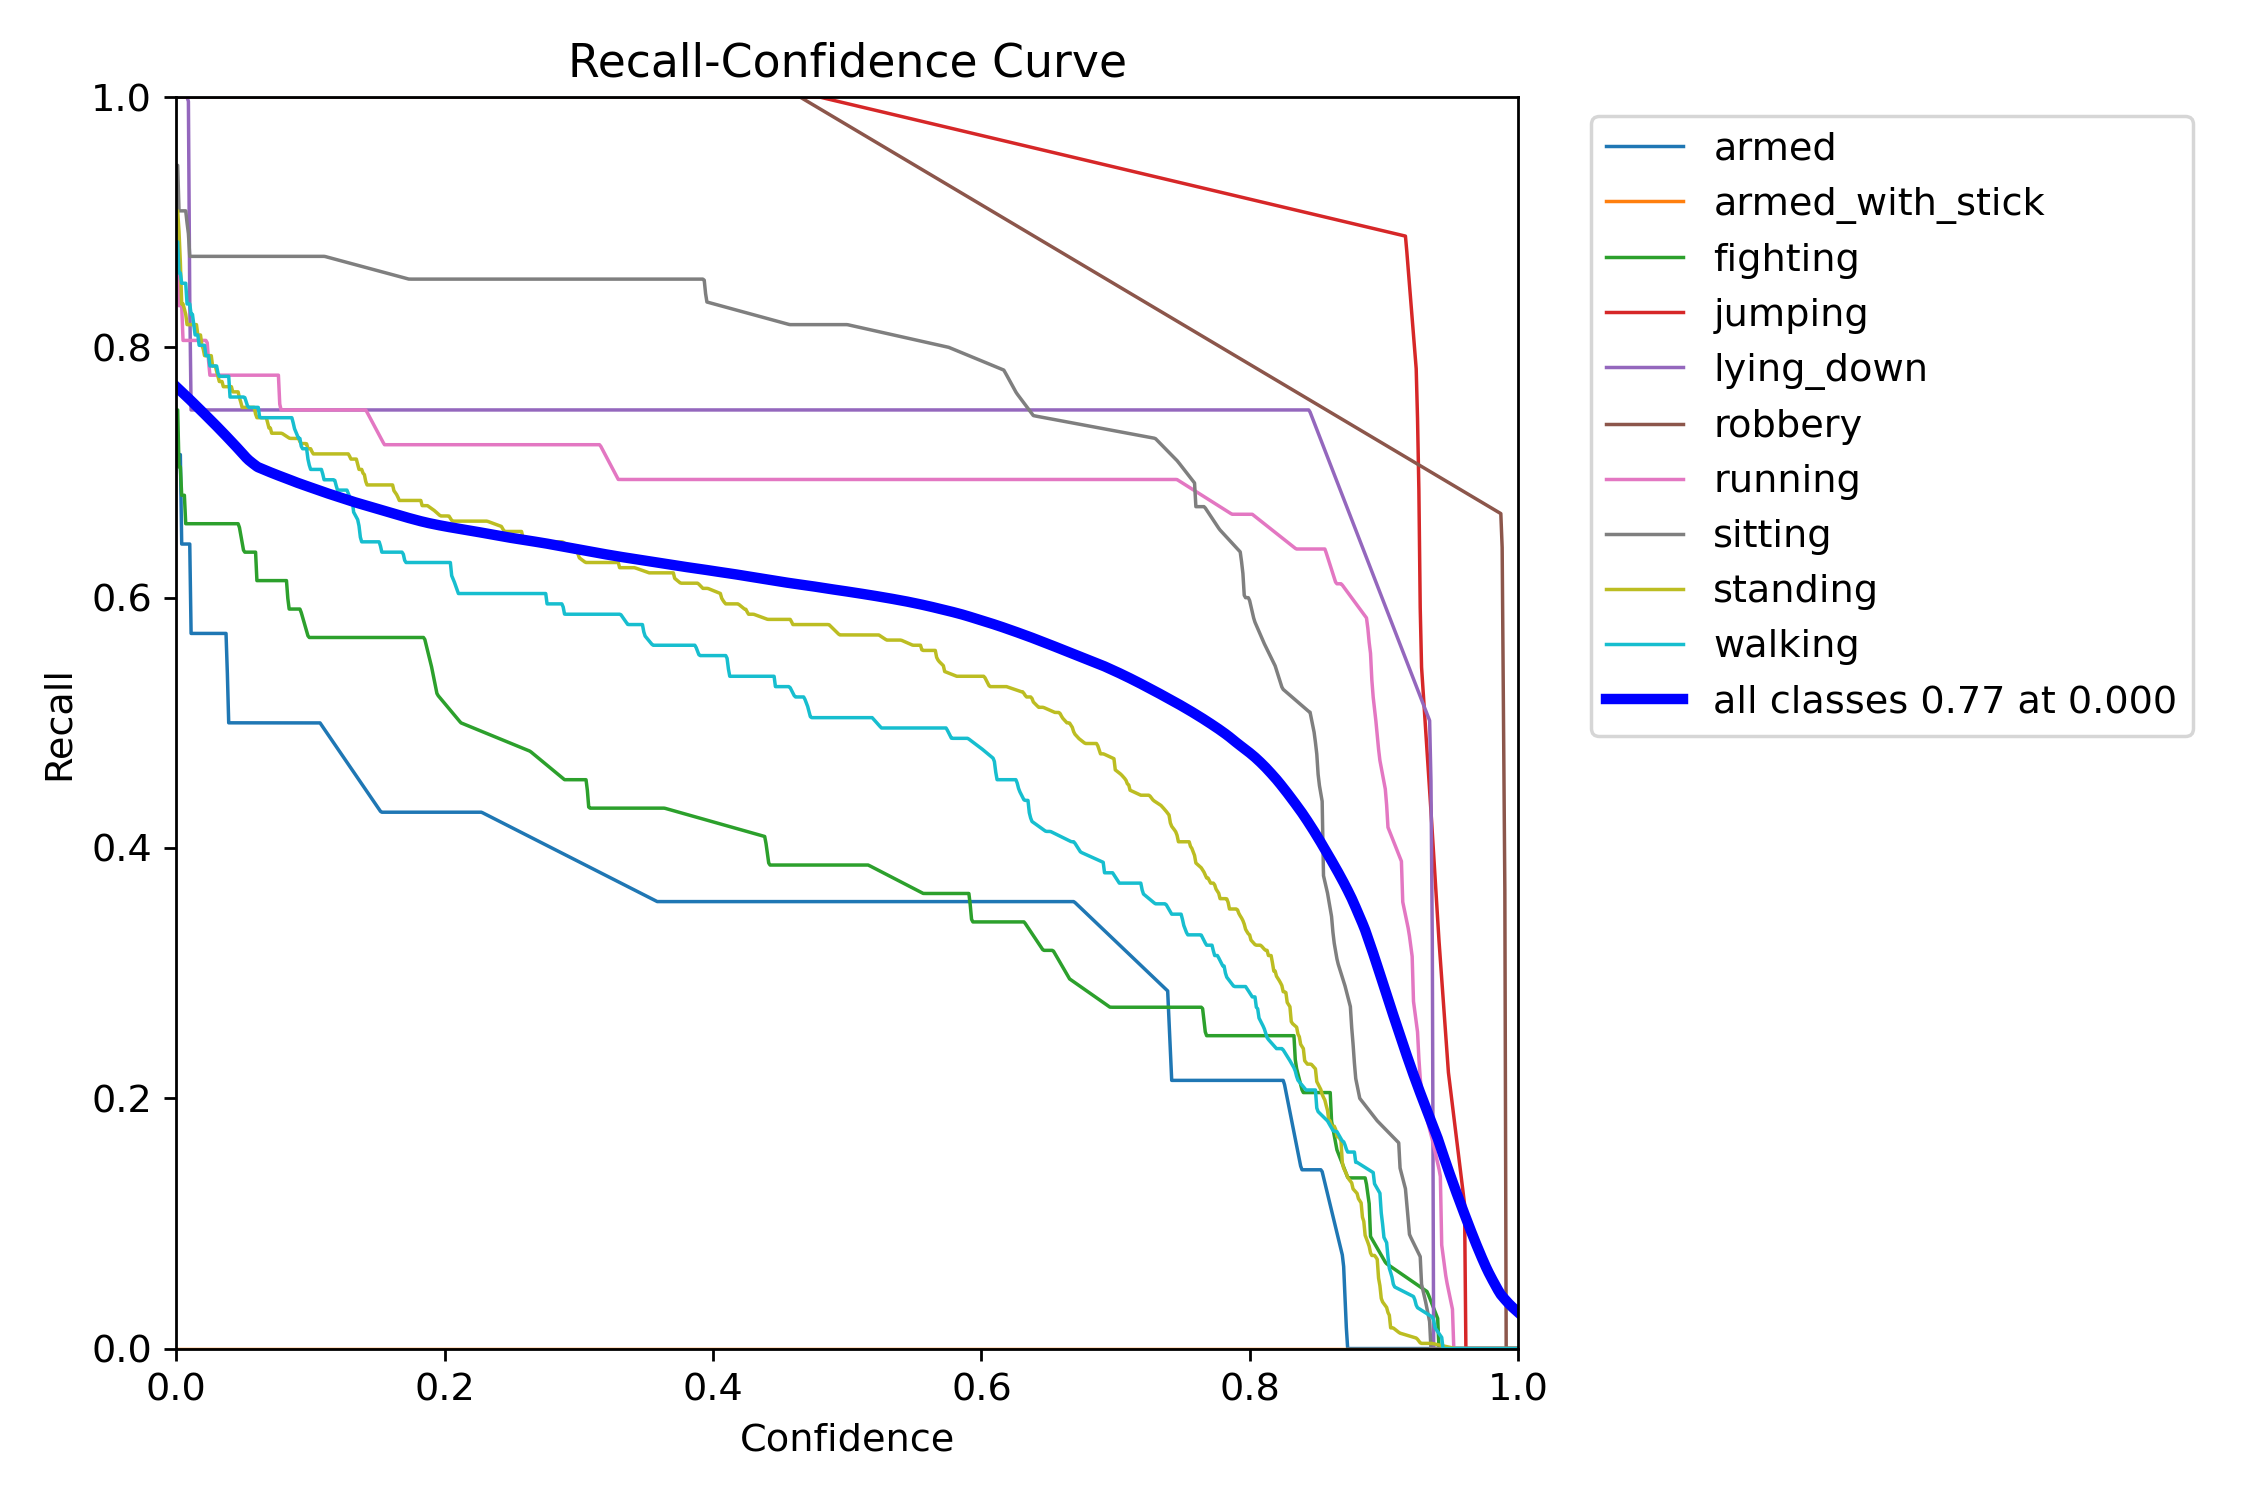 Recall-Confidence Curve
1.0
0.8
0.6
0.4
0.2
0.0
Recall
0.0 0.2 0.4 0.6 0.8 1.0
Confidence
armed
armed_with_stick
fighting
jumping
lying_down
robbery
running
sitting
standing
walking
all classes 0.77 at 0.000